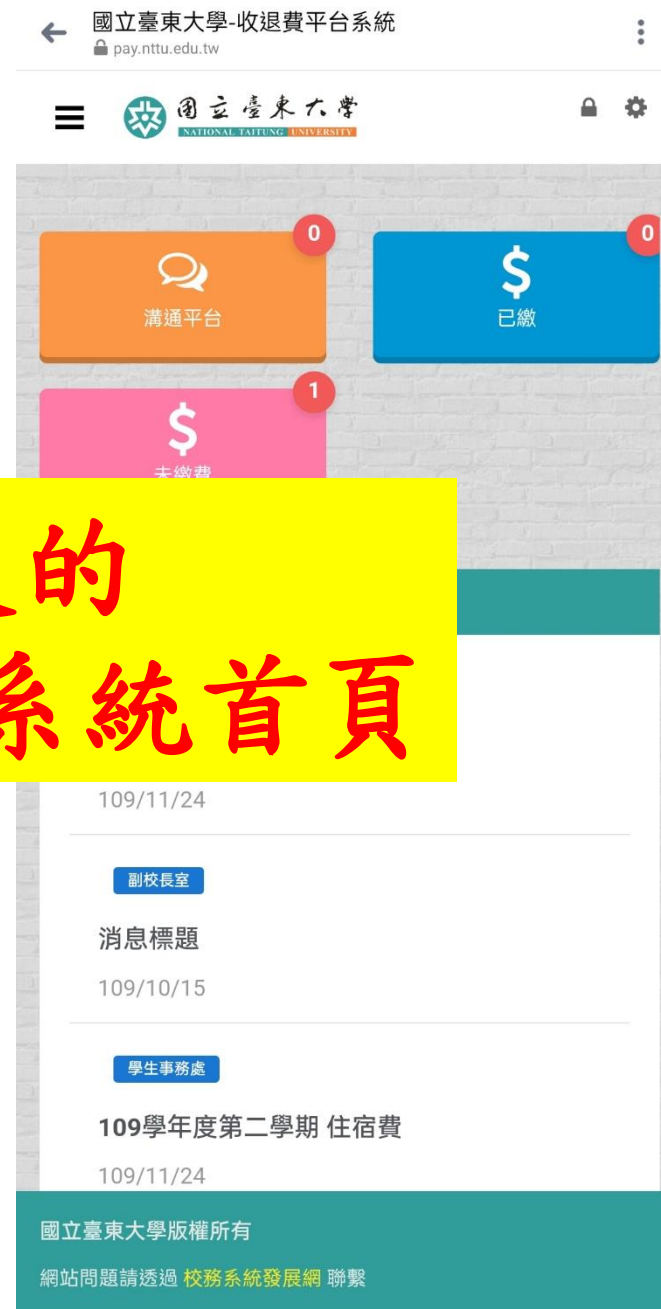 國立臺東大學-收退費平台系統
pay.nttu.edu.tw
國立臺東大學
NATIONAL TAITUNG UNIVERSITY
0
溝通平台
0
已繳
1
未繳費
的
系統首頁
109/11/24
副校長室
消息標題
109/10/15
學生事務處
109學年度第二學期 住宿費
109/11/24
國立臺東大學版權所有
網站問題請透過 校務系統發展網 聯繫